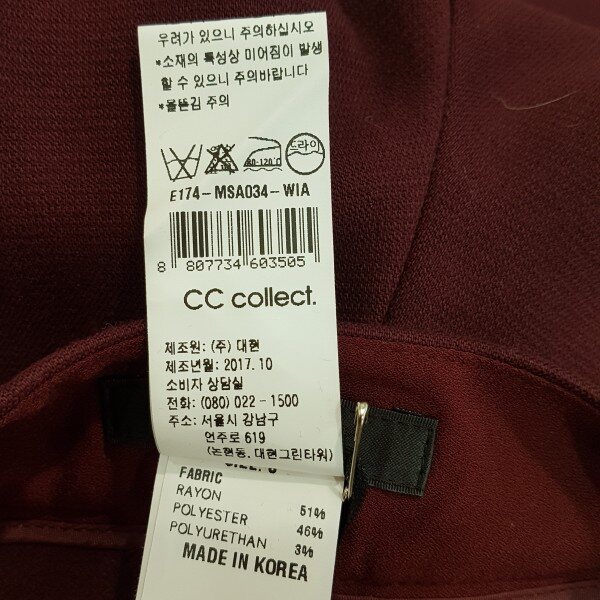 우려가 있으니 주의하십시오
*소재의 특성상 미어짐이 발생
할 수 있으니 주의바랍니다
*올뜯김 주의
80-120℃ 드라이
E174-MSA034-WIA
8 807734 603505
CC collect.
제조원: (주) 대현
제조년월: 2017.10
소비자 상담실
전화: (080) 022-1500
주소: 서울시 강남구
언주로 619
(논현동, 대현그린타워)
FABRIC
RAYON 51%
POLYESTER 46%
POLYURETHAN 3%
MADE IN KOREA